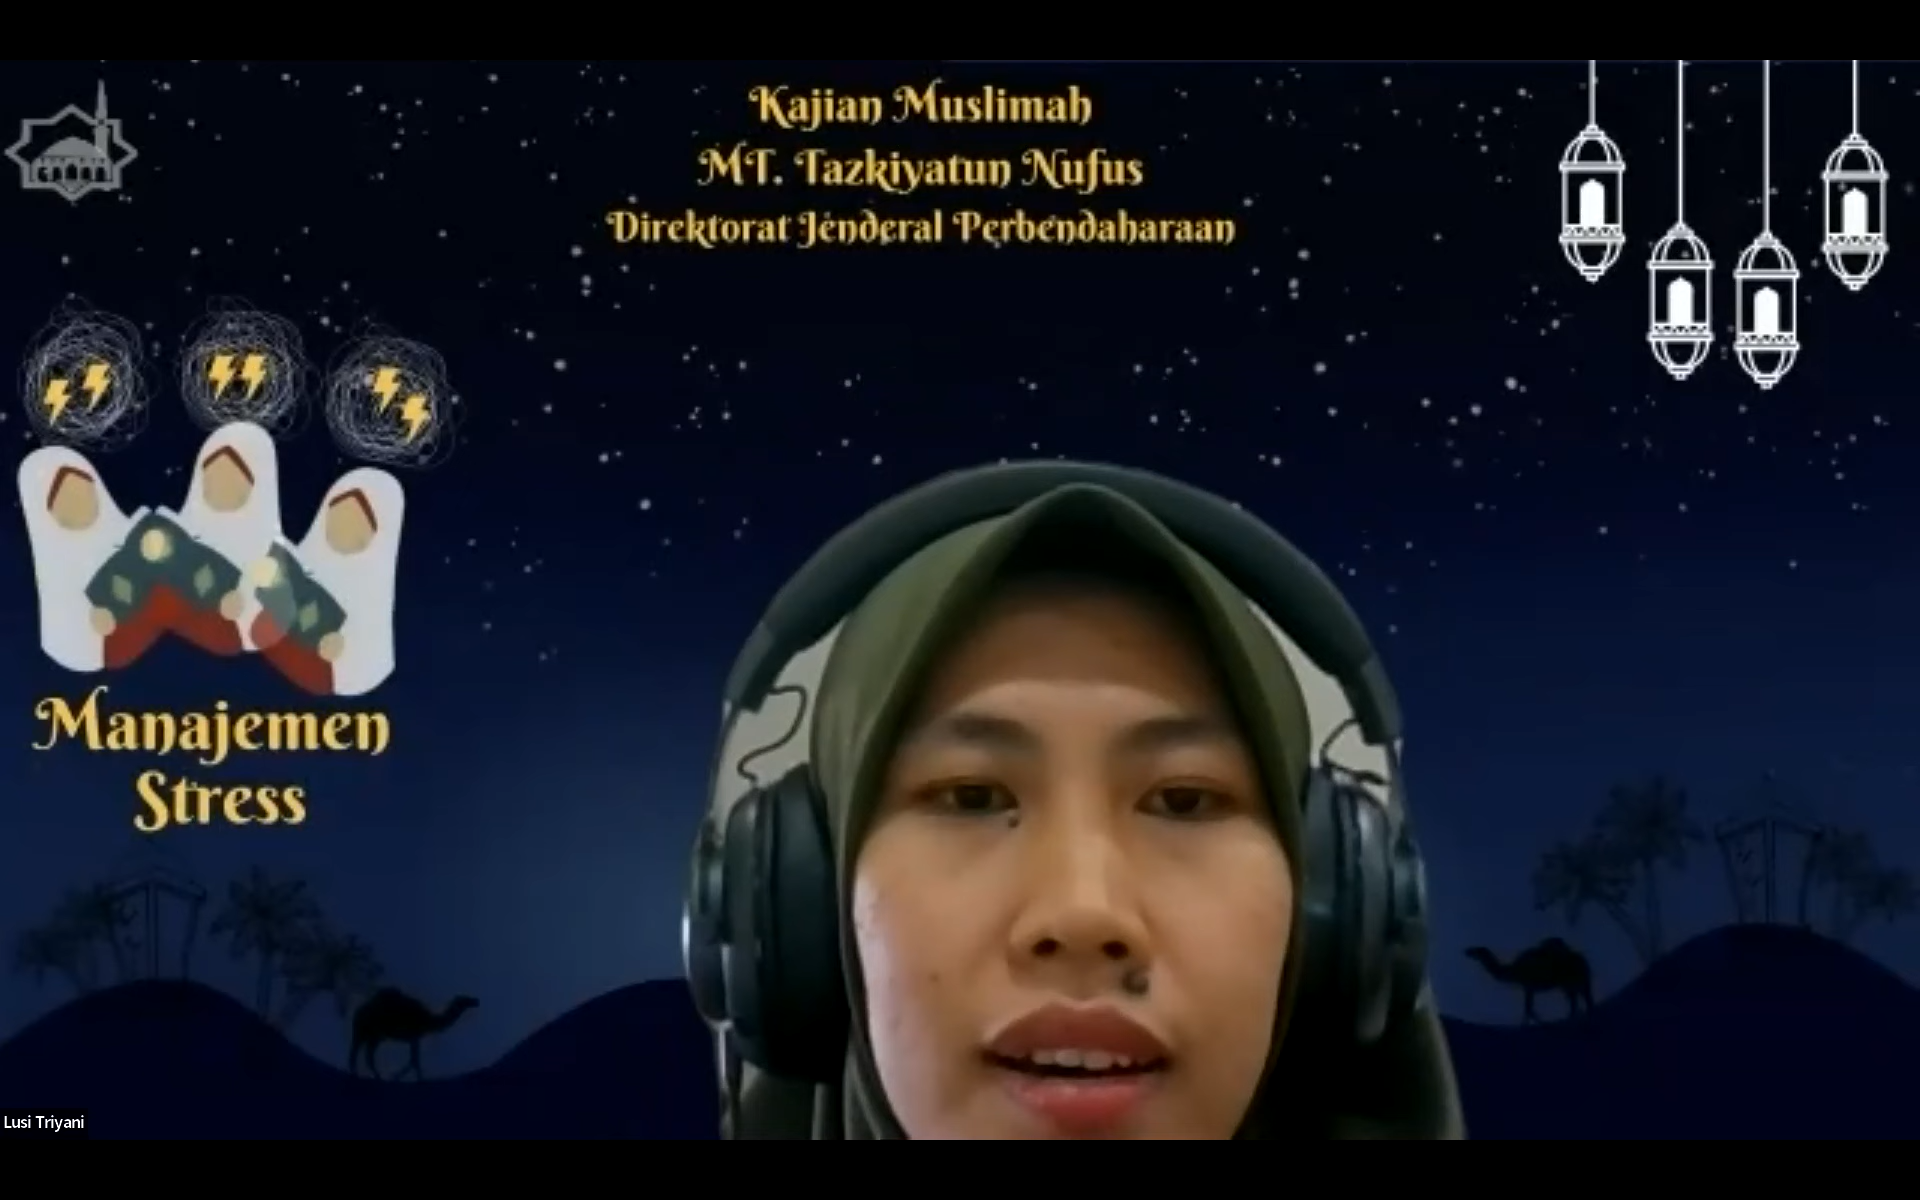 Kajian Muslimah
MT. Tazkiyatun Nufus
Direktorat Jenderal Perbendaharaan
Manajemen
Stress
Lusi Triyani